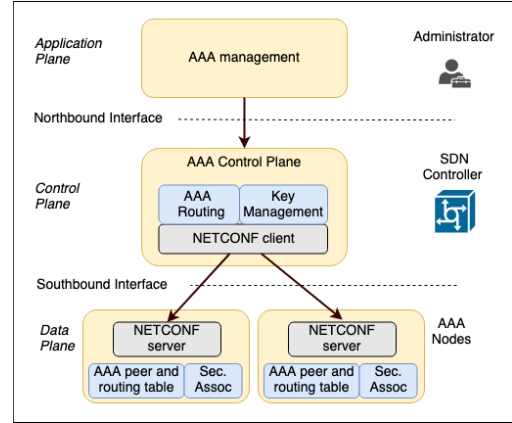 Application
Plane
AAA management
Administrator
Northbound Interface
Control
Plane
AAA Control Plane
AAA
Routing
Key
Management
NETCONF client
SDN
Controller
Southbound Interface
Data
Plane
NETCONF
server
AAA peer and
routing table
Sec.
Assoc
NETCONF
server
AAA peer and
routing table
Sec.
Assoc
AAA
Nodes